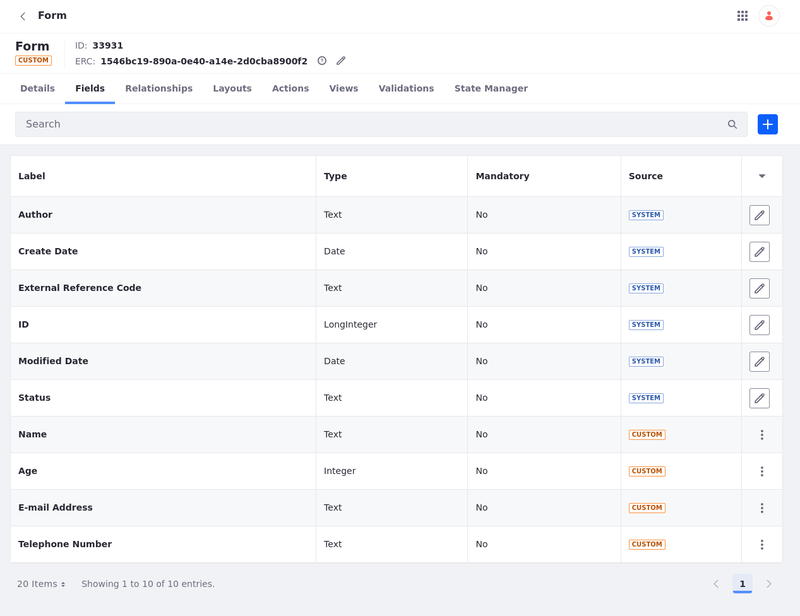 Form
Form
CUSTOM
ID: 33931
ERC: 1546bc19-890a-0e40-a14e-2d0cba8900f2
Details Fields Relationships Layouts Actions Views Validations State Manager
Search
Label Type Mandatory Source
Author Text No SYSTEM
Create Date Date No SYSTEM
External Reference Code Text No SYSTEM
ID LongInteger No SYSTEM
Modified Date Date No SYSTEM
Status Text No SYSTEM
Name Text No CUSTOM
Age Integer No CUSTOM
E-mail Address Text No CUSTOM
Telephone Number Text No CUSTOM
20 Items Showing 1 to 10 of 10 entries. 1